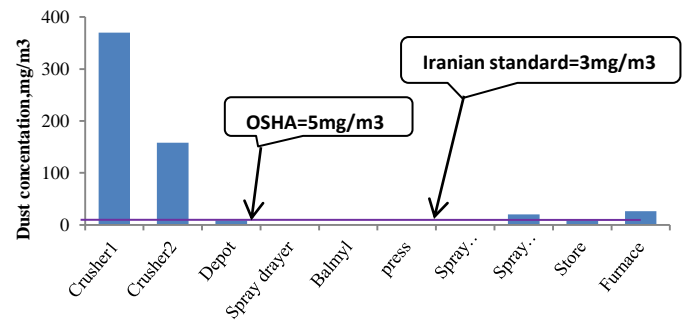 Dust concentation,mg/m3
400
300
200
100
0
OSHA=5mg/m3
Iranian standard=3mg/m3
Crusher1
Crusher2
Depot
Spray drayer
Balmyl
press
Spray..
Spray..
Store
Furnace